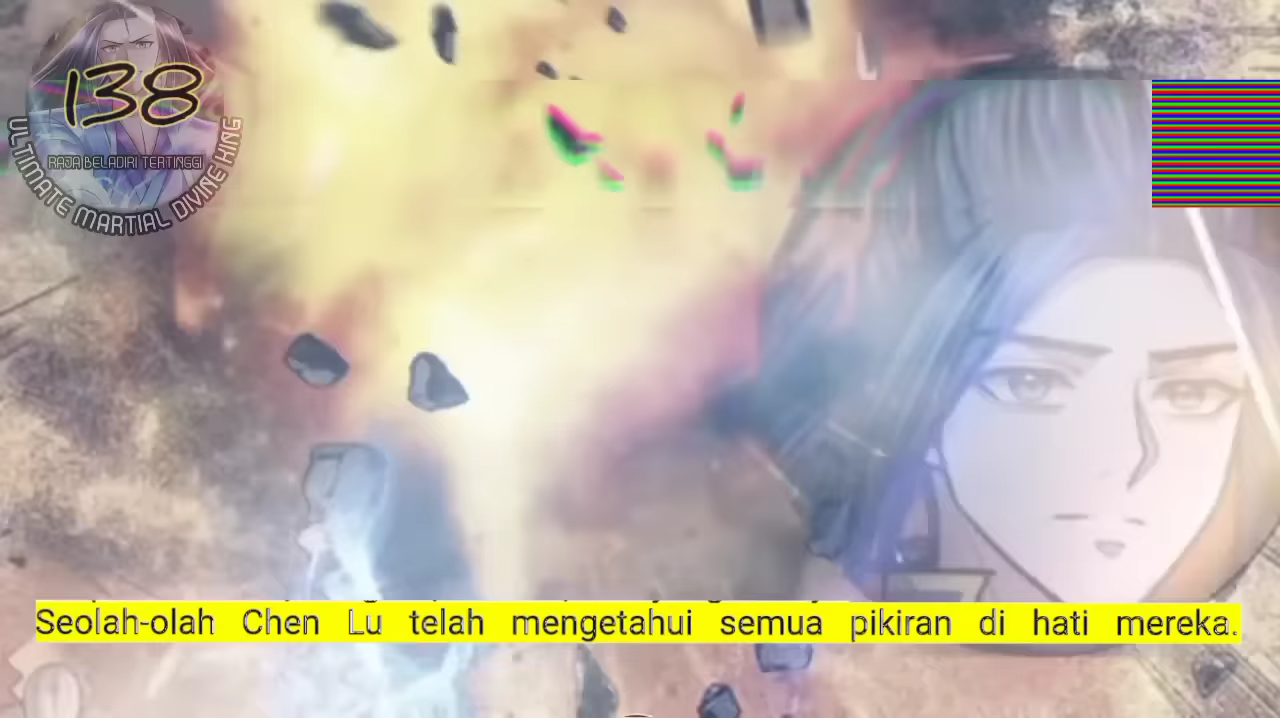 138
RAJA BELADIRI TERTINGGI
ULTIMATE MARTIAL DIVINE KING
Seolah-olah Chen Lu telah mengetahui semua pikiran di hati mereka.